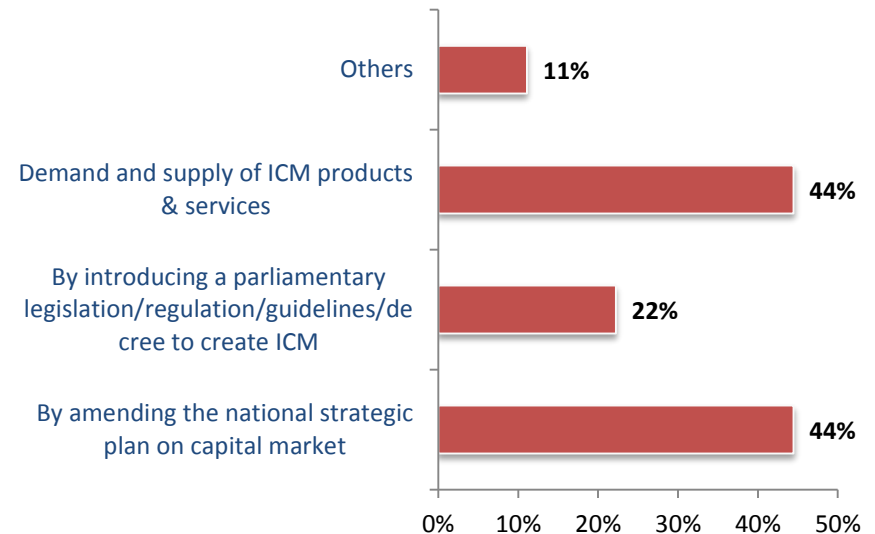 Others
11%
Demand and supply of ICM products
& services
44%
By introducing a parliamentary
legislation/regulation/guidelines/de
cree to create ICM
22%
By amending the national strategic
plan on capital market
44%
0% 10% 20% 30% 40% 50%